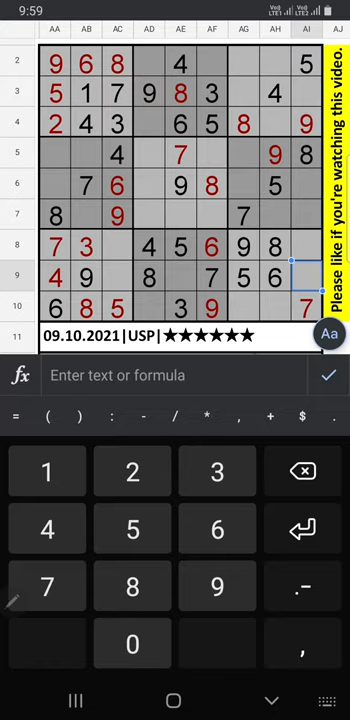 9:59 Vo)) LTE1 Vo)) LTE2
AA AB AC AD AE AF AG AH AI AJ
2 9 6 8 4 5
3 5 1 7 9 8 3 4
4 2 4 3 6 5 8 9
5 4 7 9 8
6 7 6 9 8 5
7 8 9 7
8 7 3 4 5 6 9 8
9 4 9 8 7 5 6
10 6 8 5 3 9 7
11 09.10.2021|USP|★★★★★★
Please like if you're watching this video.
Aa
fx Enter text or formula
= ( ) : - / * , + $ .
1 2 3
4 5 6
7 8 9 .-
0 ,